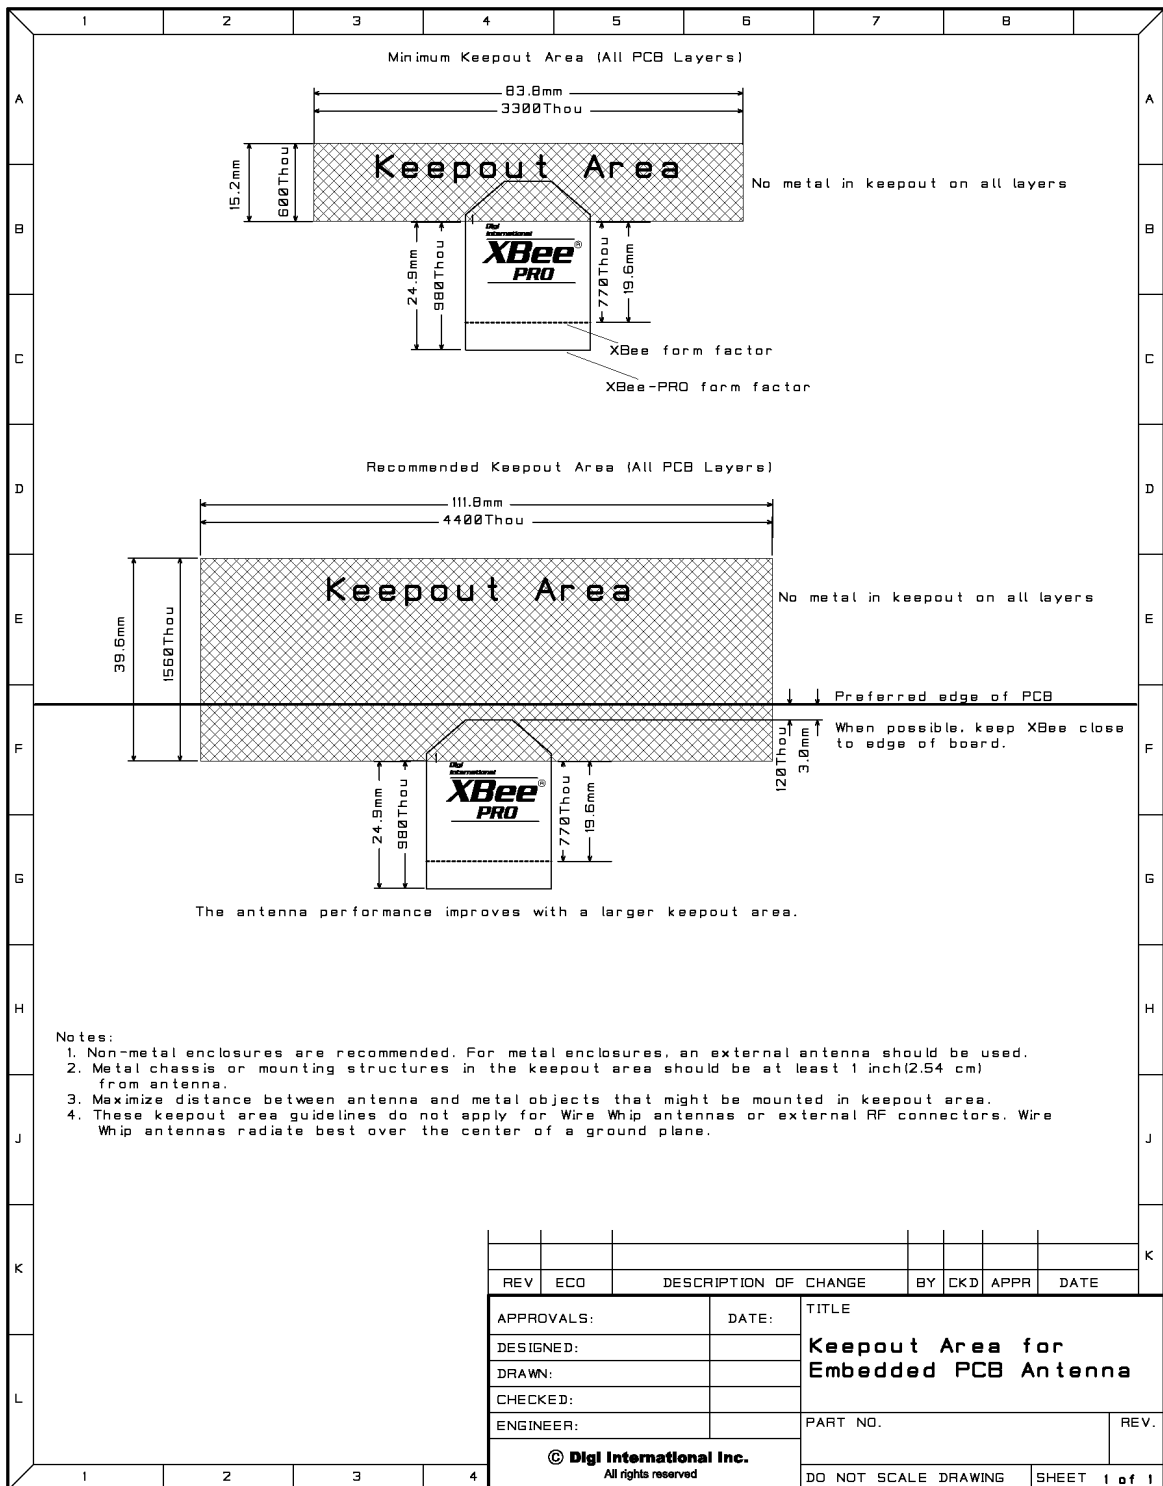 1 2 3 4 5 6 7 8
A A
Minimum Keepout Area (All PCB Layers)
83.8mm
3300Thou
Keepout Area
15.2mm
600Thou
No metal in keepout on all layers
B B
Digi
International
XBee®
PRO
24.9mm
980Thou
770Thou
19.6mm
XBee form factor
C C
XBee-PRO form factor
Recommended Keepout Area (All PCB Layers)
D D
111.8mm
4400Thou
Keepout Area
No metal in keepout on all layers
E E
39.6mm
1560Thou
Preferred edge of PCB
When possible, keep XBee close
to edge of board.
F F
120Thou
3.0mm
Digi
International
XBee®
PRO
24.9mm
980Thou
770Thou
19.6mm
G G
The antenna performance improves with a larger keepout area.
H H
Notes:
1. Non-metal enclosures are recommended. For metal enclosures, an external antenna should be used.
2. Metal chassis or mounting structures in the keepout area should be at least 1 inch(2.54 cm)
from antenna.
3. Maximize distance between antenna and metal objects that might be mounted in keepout area.
4. These keepout area guidelines do not apply for Wire Whip antennas or external RF connectors. Wire
Whip antennas radiate best over the center of a ground plane.
J J
K K
REV ECO DESCRIPTION OF CHANGE BY CKD APPR DATE
APPROVALS: DATE:
DESIGNED:
DRAWN:
CHECKED:
ENGINEER:
TITLE
Keepout Area for
Embedded PCB Antenna
L
PART NO. REV.
© Digi International Inc.
All rights reserved
DO NOT SCALE DRAWING SHEET 1 of 1
1 2 3 4